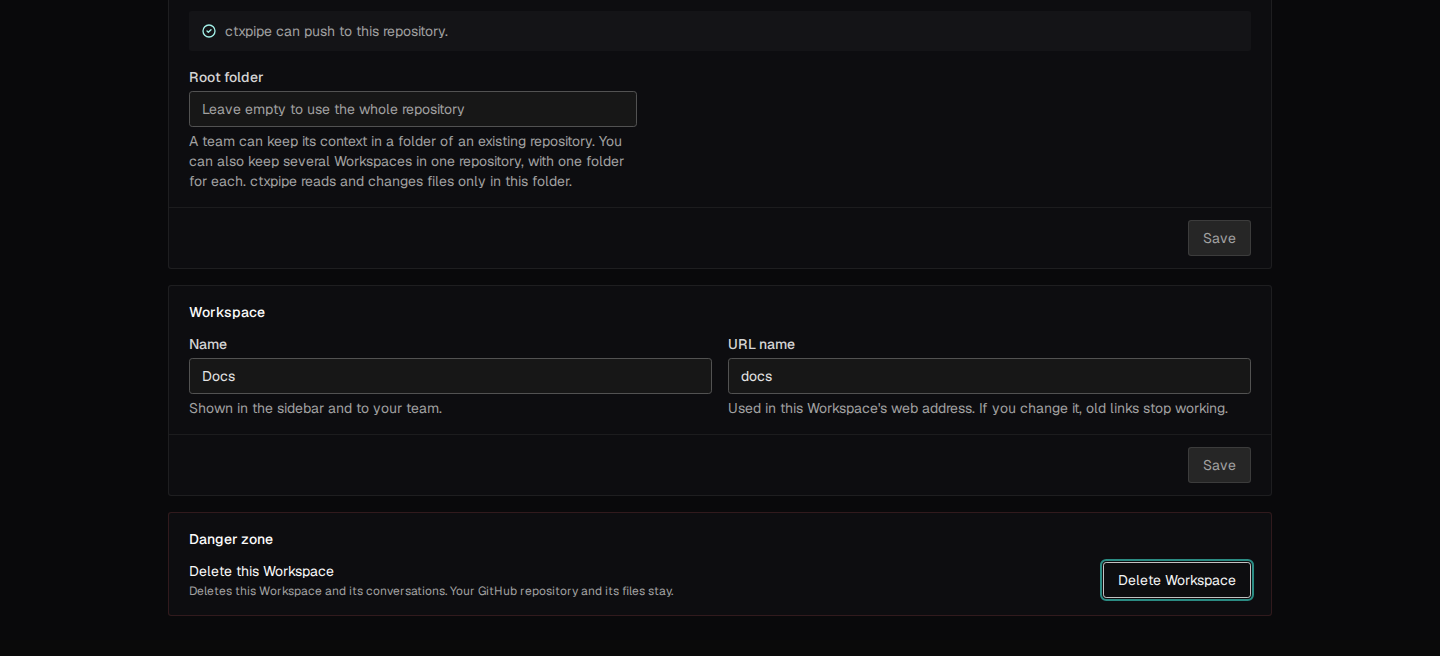 ctxpipe can push to this repository.
Root folder
Leave empty to use the whole repository
A team can keep its context in a folder of an existing repository. You
can also keep several Workspaces in one repository, with one folder
for each. ctxpipe reads and changes files only in this folder.
Save
Workspace
Name
URL name
Docs
docs
Shown in the sidebar and to your team.
Used in this Workspace's web address. If you change it, old links stop working.
Save
Danger zone
Delete this Workspace
Deletes this Workspace and its conversations. Your GitHub repository and its files stay.
Delete Workspace